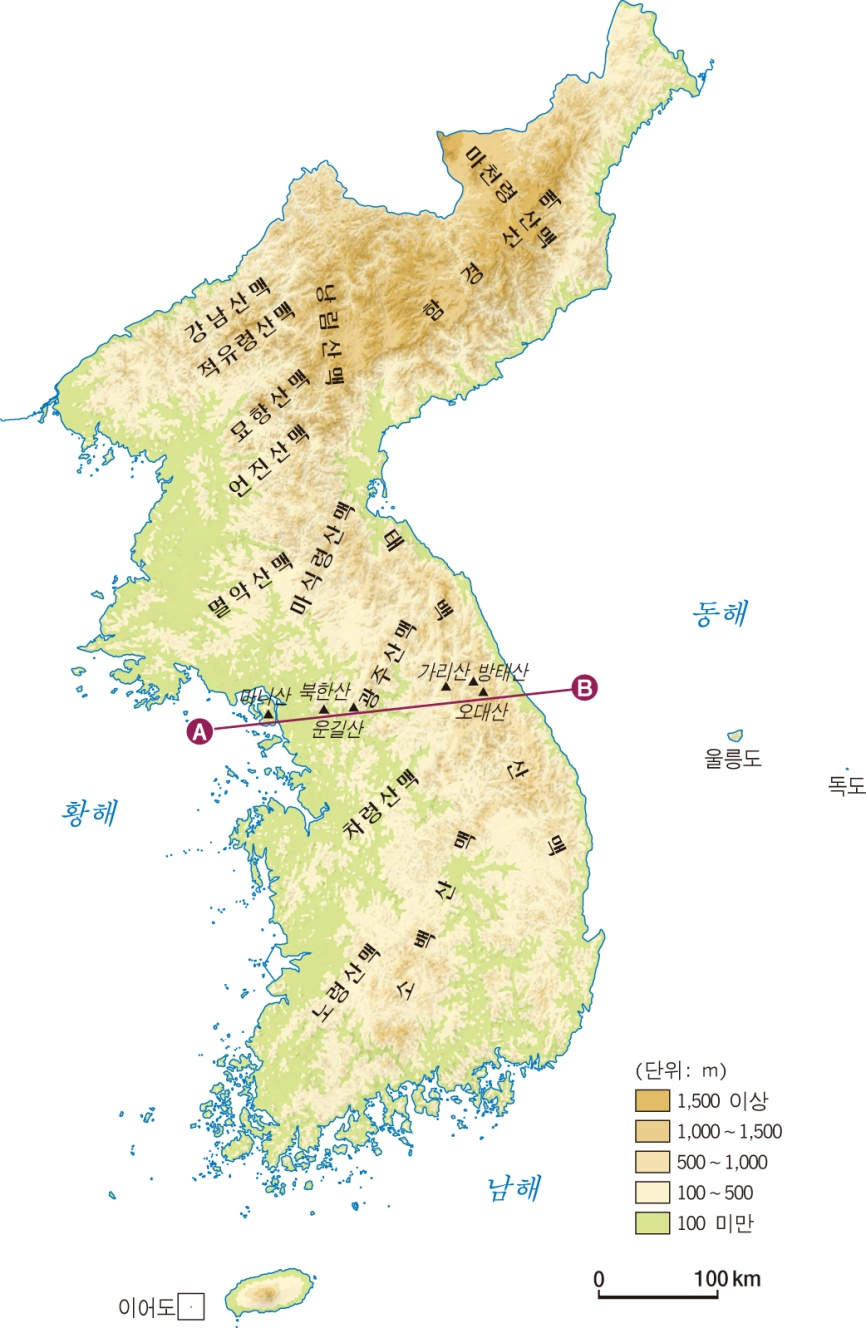 마천령산맥
함경산맥
강남산맥
적유령산맥
낭림산맥
묘향산맥
언진산맥
마식령산맥
멸악산맥
태백산맥
광주산맥
가리산
방태산
마니산
북한산
오대산
운길산
A
B
동해
울릉도
독도
황해
차령산맥
소백산맥
노령산맥
남해
이어도
(단위: m)
1,500 이상
1,000 ~ 1,500
500 ~ 1,000
100 ~ 500
100 미만
0 100 km